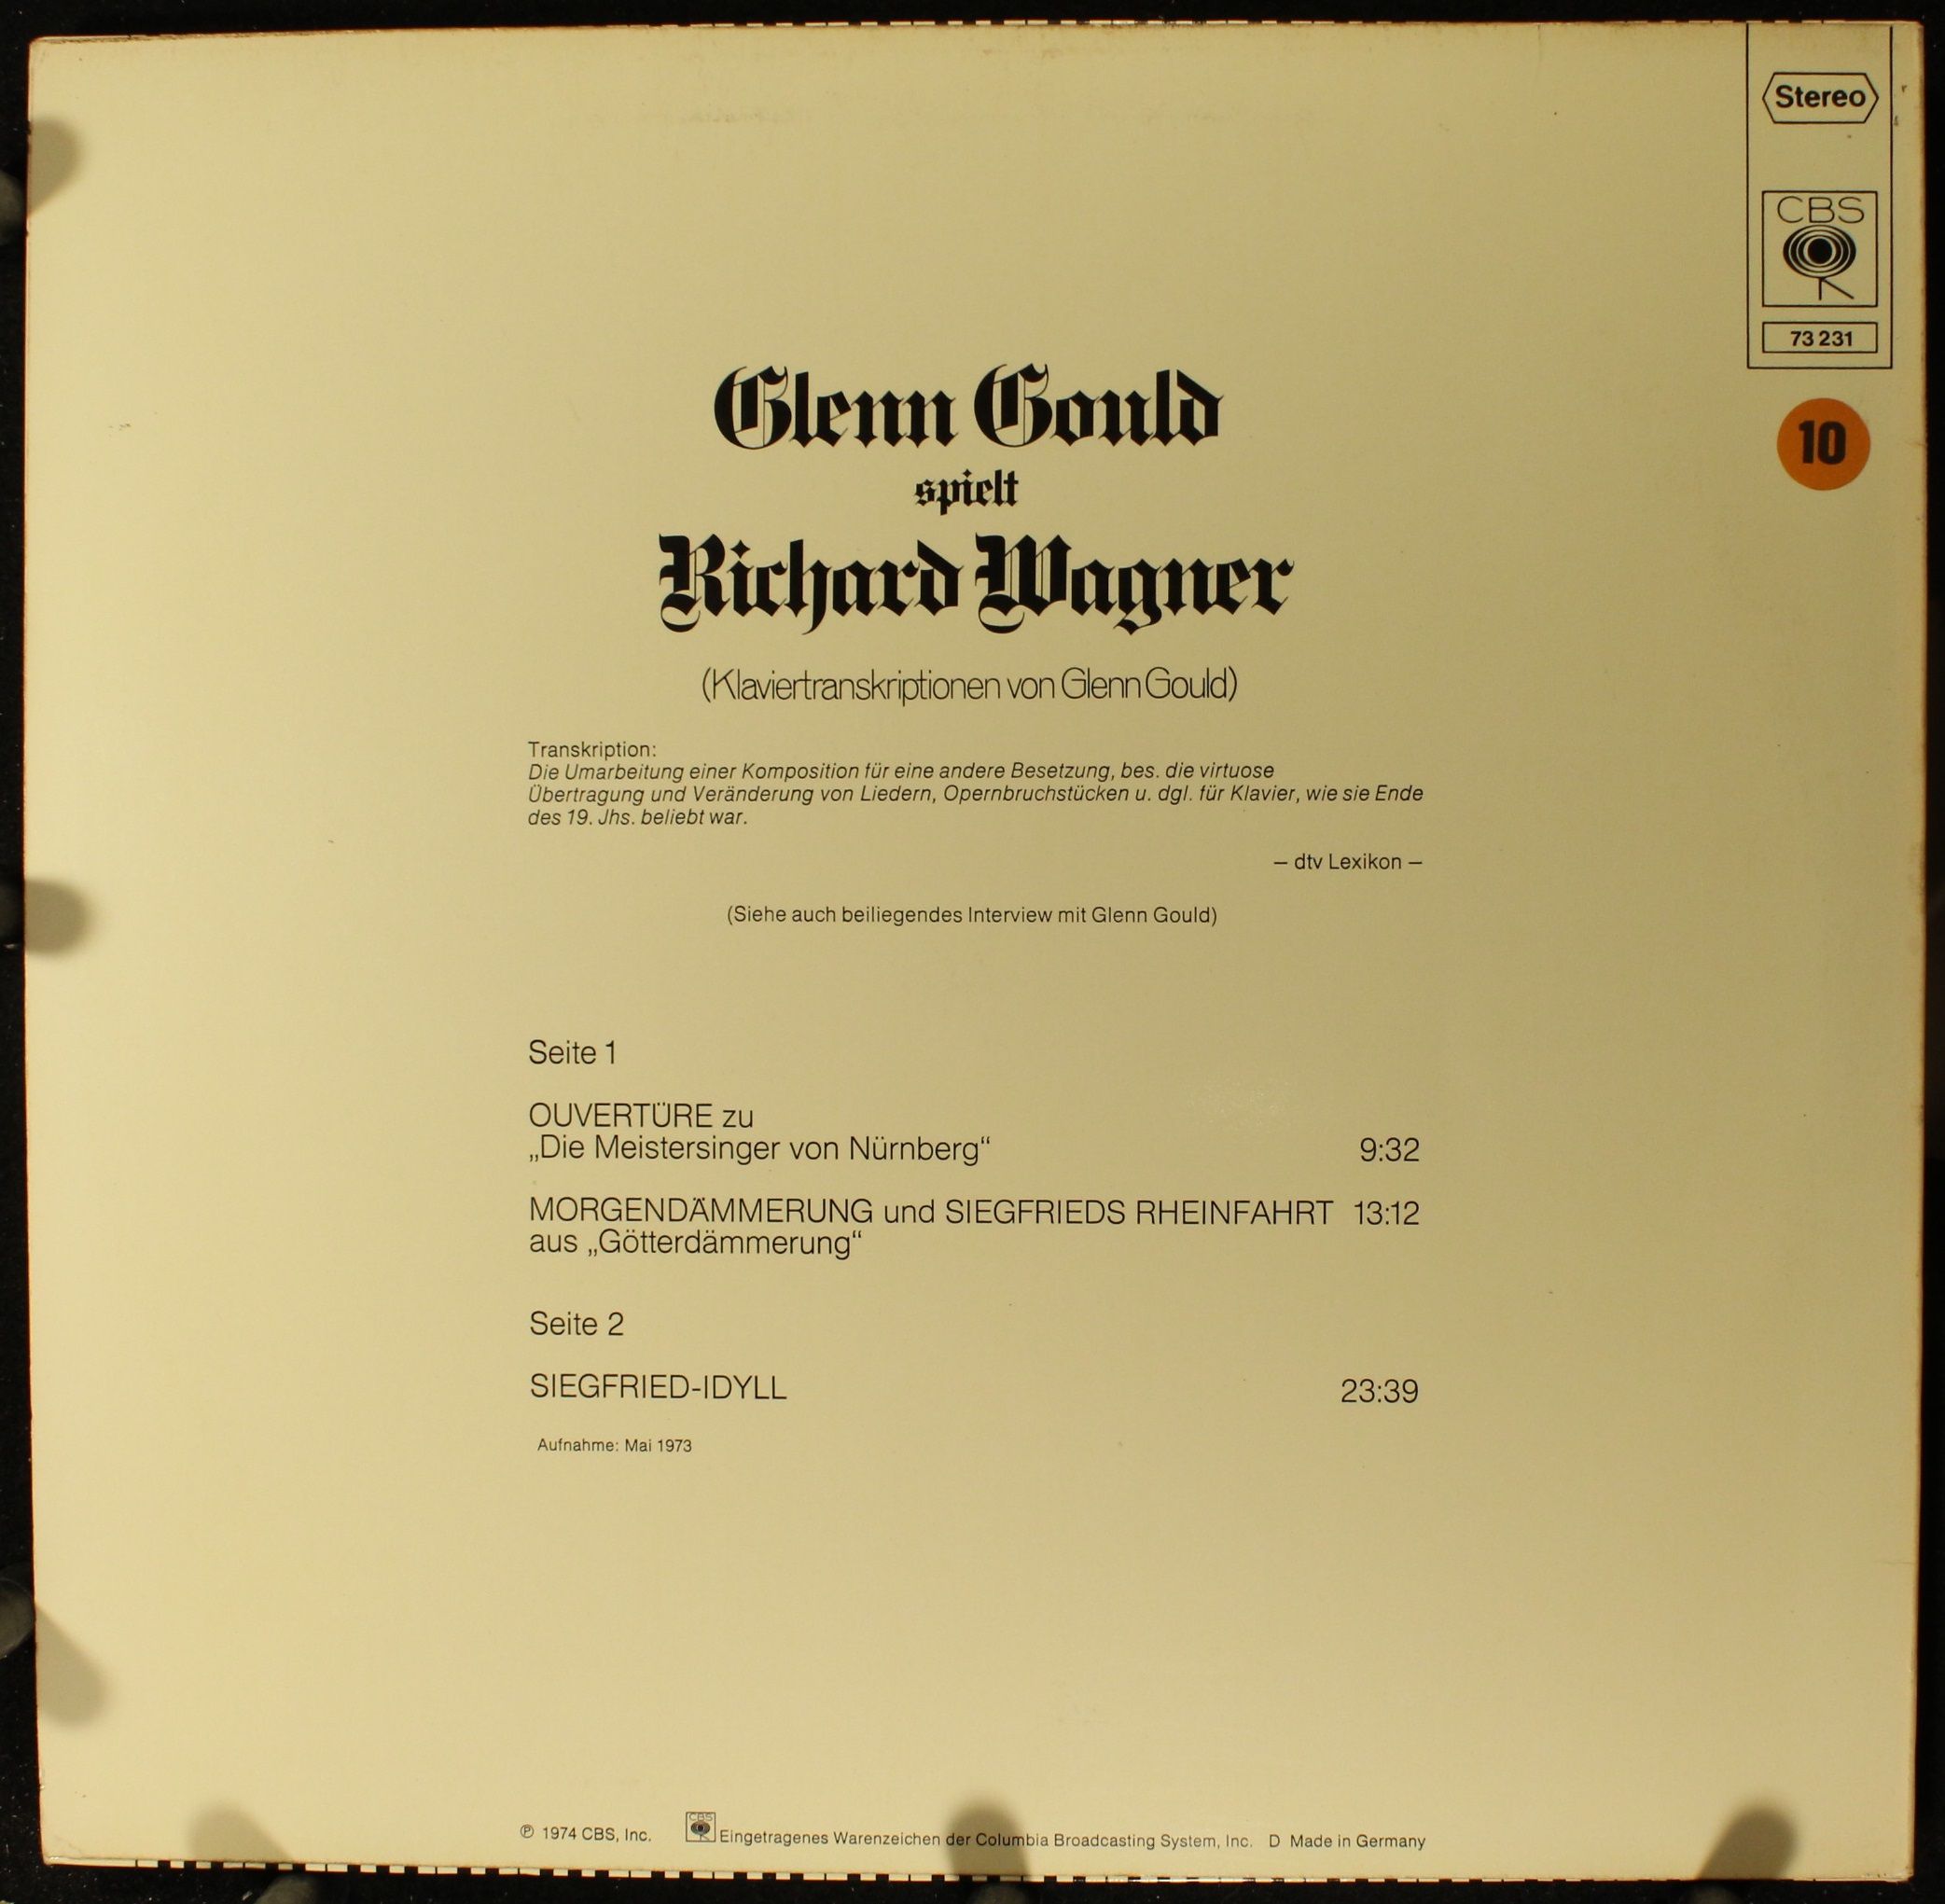 Stereo
CBS
73 231
10
Glenn Gould
spielt
Richard Wagner
(Klaviertranskriptionen von Glenn Gould)
Transkription:
Die Umarbeitung einer Komposition für eine andere Besetzung, bes. die virtuose
Übertragung und Veränderung von Liedern, Opernbruchstücken u. dgl. für Klavier, wie sie Ende
des 19. Jhs. beliebt war.
– dtv Lexikon –
(Siehe auch beiliegendes Interview mit Glenn Gould)
Seite 1
OUVERTÜRE zu
„Die Meistersinger von Nürnberg“ 9:32
MORGENDÄMMERUNG und SIEGFRIEDS RHEINFAHRT 13:12
aus „Götterdämmerung“
Seite 2
SIEGFRIED-IDYLL 23:39
Aufnahme: Mai 1973
℗ 1974 CBS, Inc. CBS Eingetragenes Warenzeichen der Columbia Broadcasting System, Inc. D Made in Germany